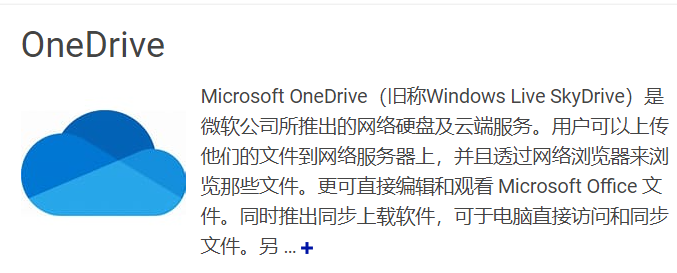 OneDrive
Microsoft OneDrive（旧称Windows Live SkyDrive）是
微软公司所推出的网络硬盘及云端服务。用户可以上传
他们的文件到网络服务器上，并且透过网络浏览器来浏
览那些文件。更可直接编辑和观看 Microsoft Office 文
件。同时推出同步上载软件，可于电脑直接访问和同步
文件。另 ... +